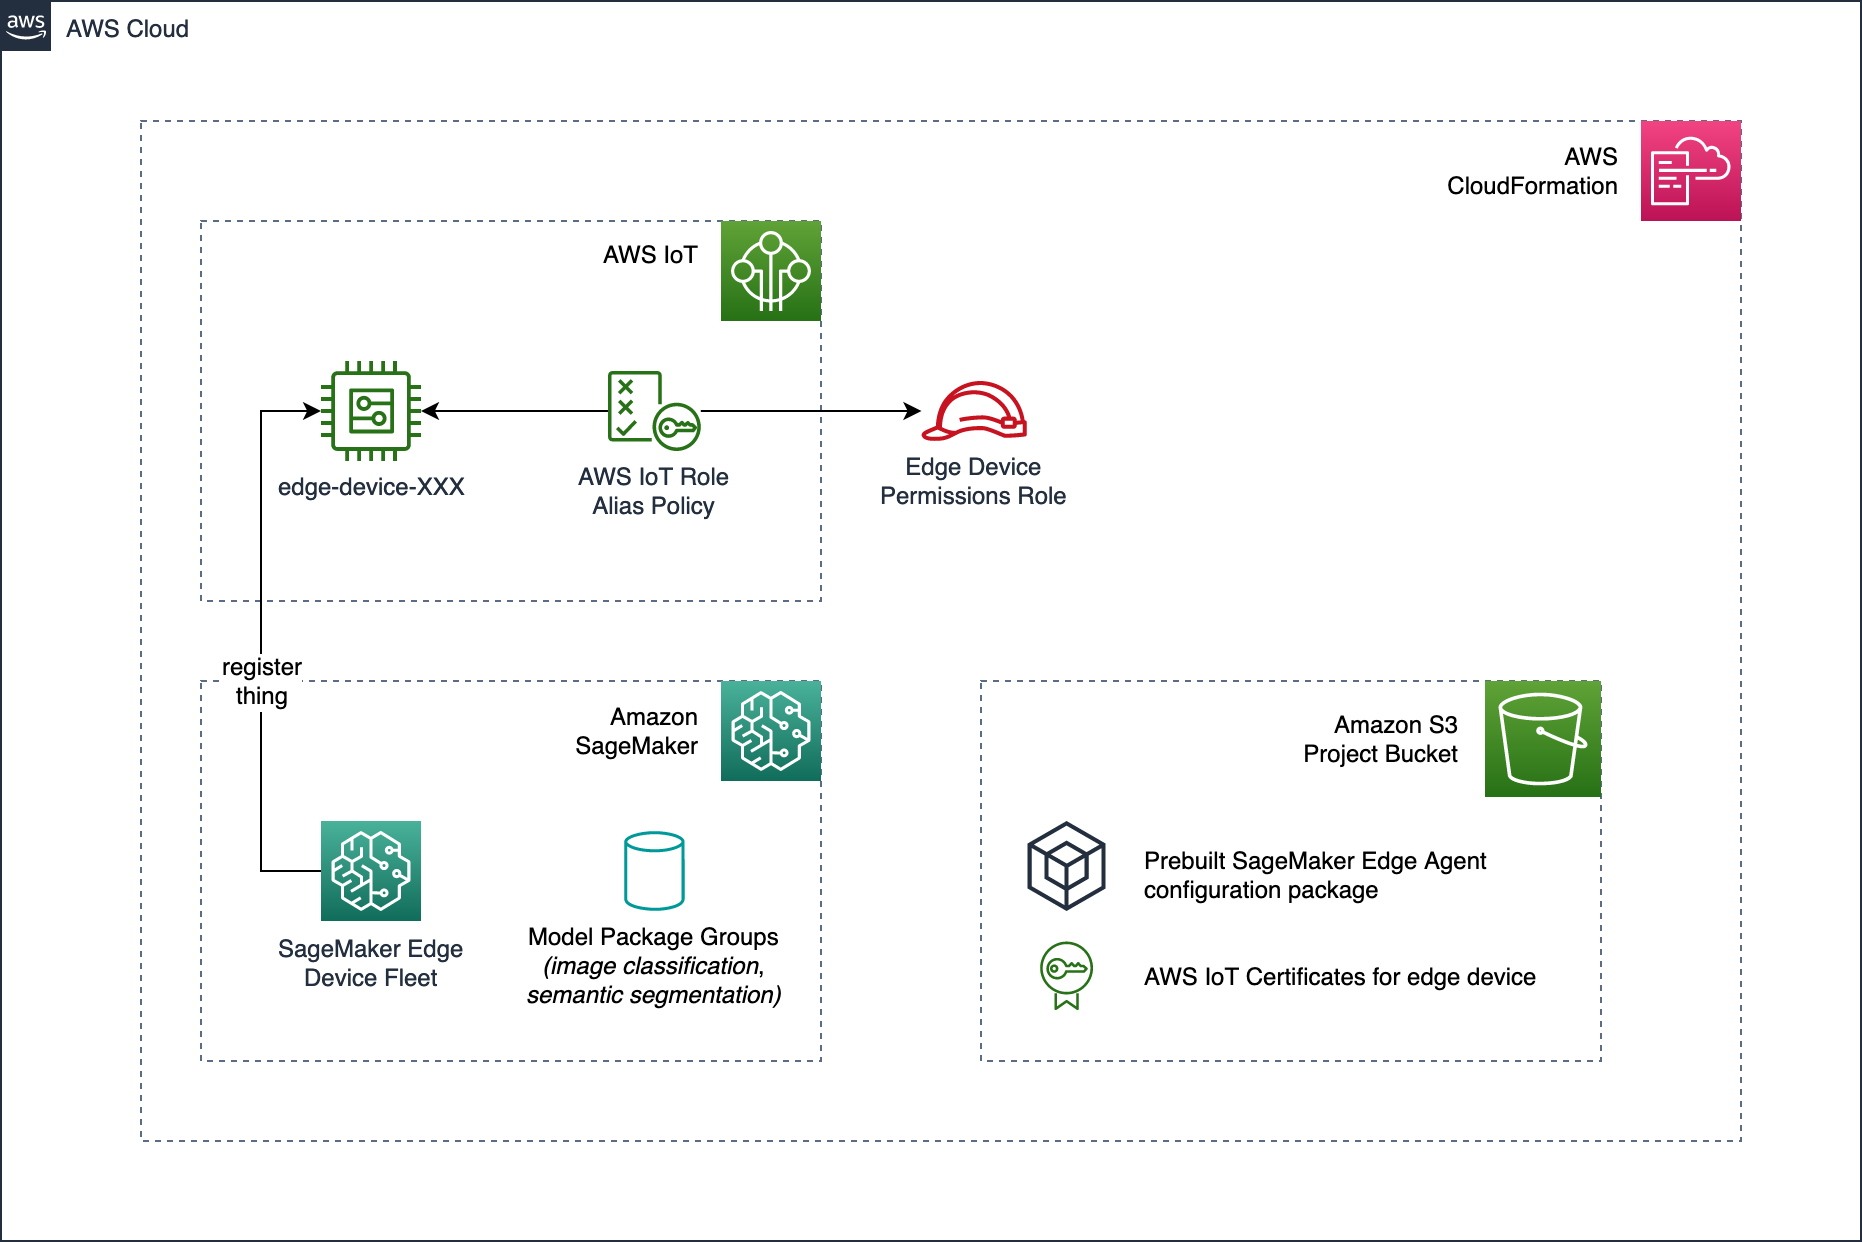 aws
AWS Cloud
AWS
CloudFormation
AWS IoT
edge-device-XXX
AWS IoT Role
Alias Policy
Edge Device
Permissions Role
register
thing
Amazon
SageMaker
SageMaker Edge
Device Fleet
Model Package Groups
(image classification,
semantic segmentation)
Amazon S3
Project Bucket
Prebuilt SageMaker Edge Agent
configuration package
AWS IoT Certificates for edge device